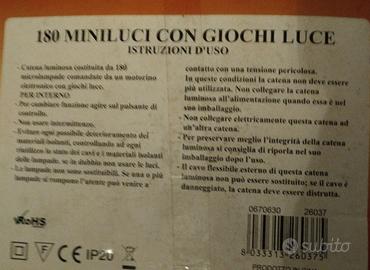 180 MINILUCI CON GIOCHI LUCE
ISTRUZIONI D'USO
- Catena luminosa costituita da 180
microlampade comandate da un motorino
elettronico con giochi luce.
PER INTERNO
- Per cambiare funzione agire sul pulsante di
controllo.
- Non usare intermittenze.
- Evitare ogni possibile deterioramento dei
materiali isolanti, controllando ad ogni
riutilizzo lo stato dei cavi e i materiali isolanti
delle lampade, se in dubbio non usare le luci.
- Le lampade non sono sostituibili. Se una o più
lampade si rompono l'utente può venire a
contatto con una tensione pericolosa.
In queste condizioni la catena non deve essere
più utilizzata. Non collegare la catena
luminosa all'alimentazione quando essa è nel
suo imballaggio.
- Non collegare elettricamente questa catena ad
un'altra catena.
- Per preservare meglio l'integrità della catena
luminosa si consiglia di riporla nel suo
imballaggio dopo l'uso.
- Il cavo flessibile esterno di questa catena
luminosa non può essere sostituito; se il cavo è
danneggiato, la catena deve essere distrutta.
RoHS
F CE IP20
0670630 26037
8 033313 260375
subito